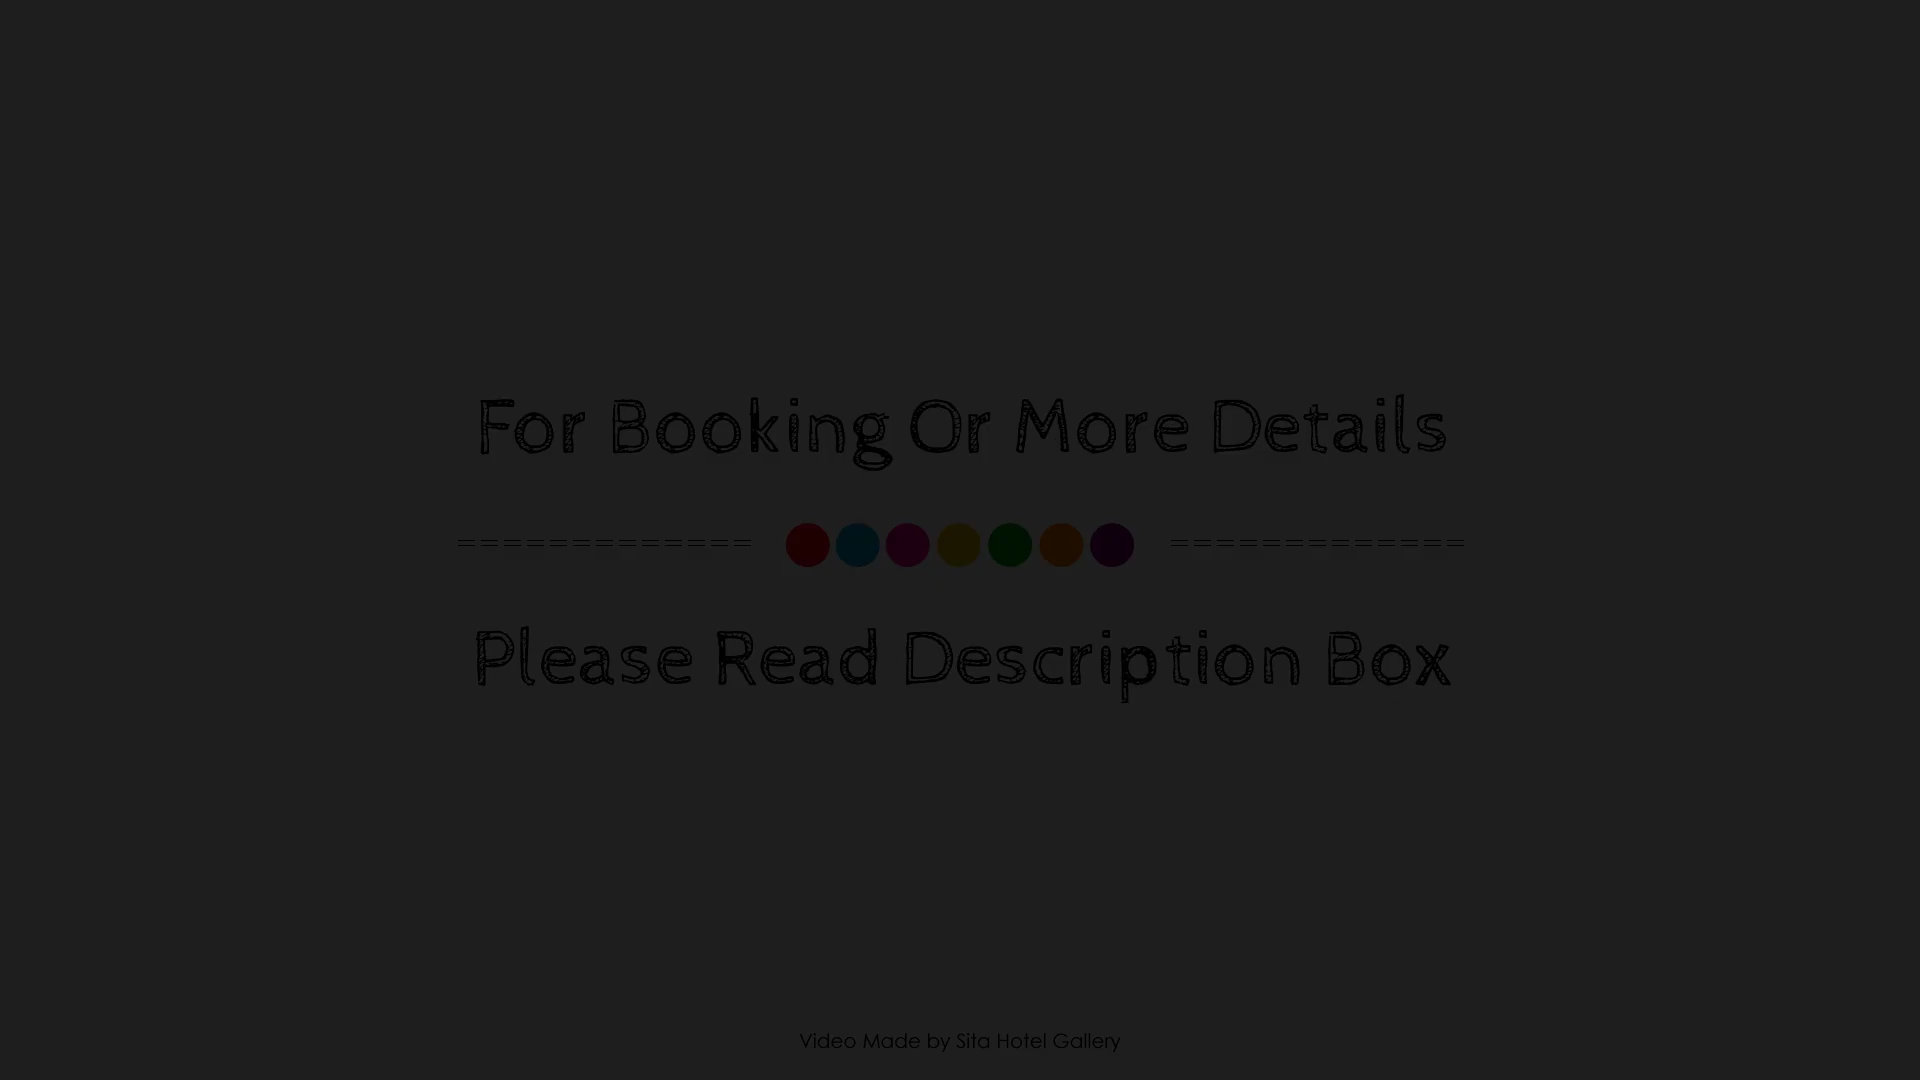 For Booking Or More Details
============= =============
Please Read Description Box
Video Made by Sita Hotel Gallery